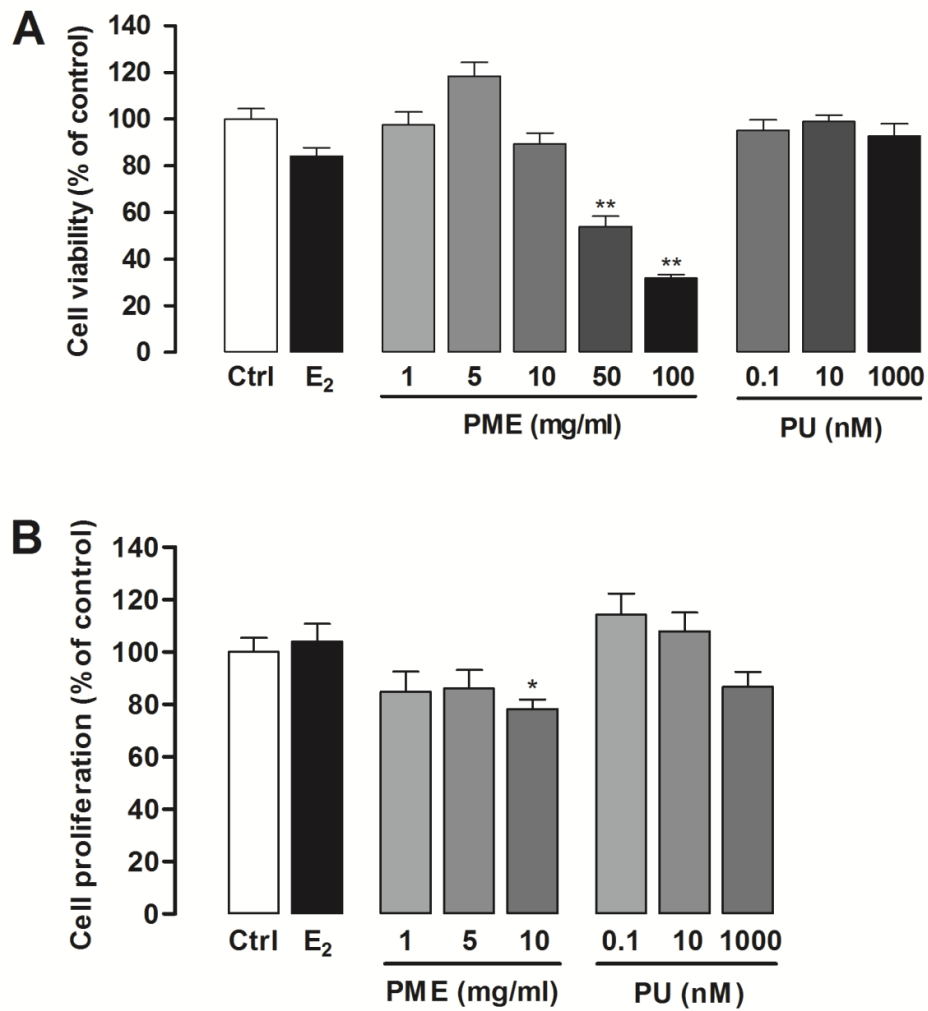 A
Cell viability (% of control)
140
120
100
80
60
40
20
0
** **
Ctrl E₂ 1 5 10 50 100 0.1 10 1000
PME (mg/ml) PU (nM)
B
Cell proliferation (% of control)
140
120
100
80
60
40
20
0
*
Ctrl E₂ 1 5 10 0.1 10 1000
PME (mg/ml) PU (nM)